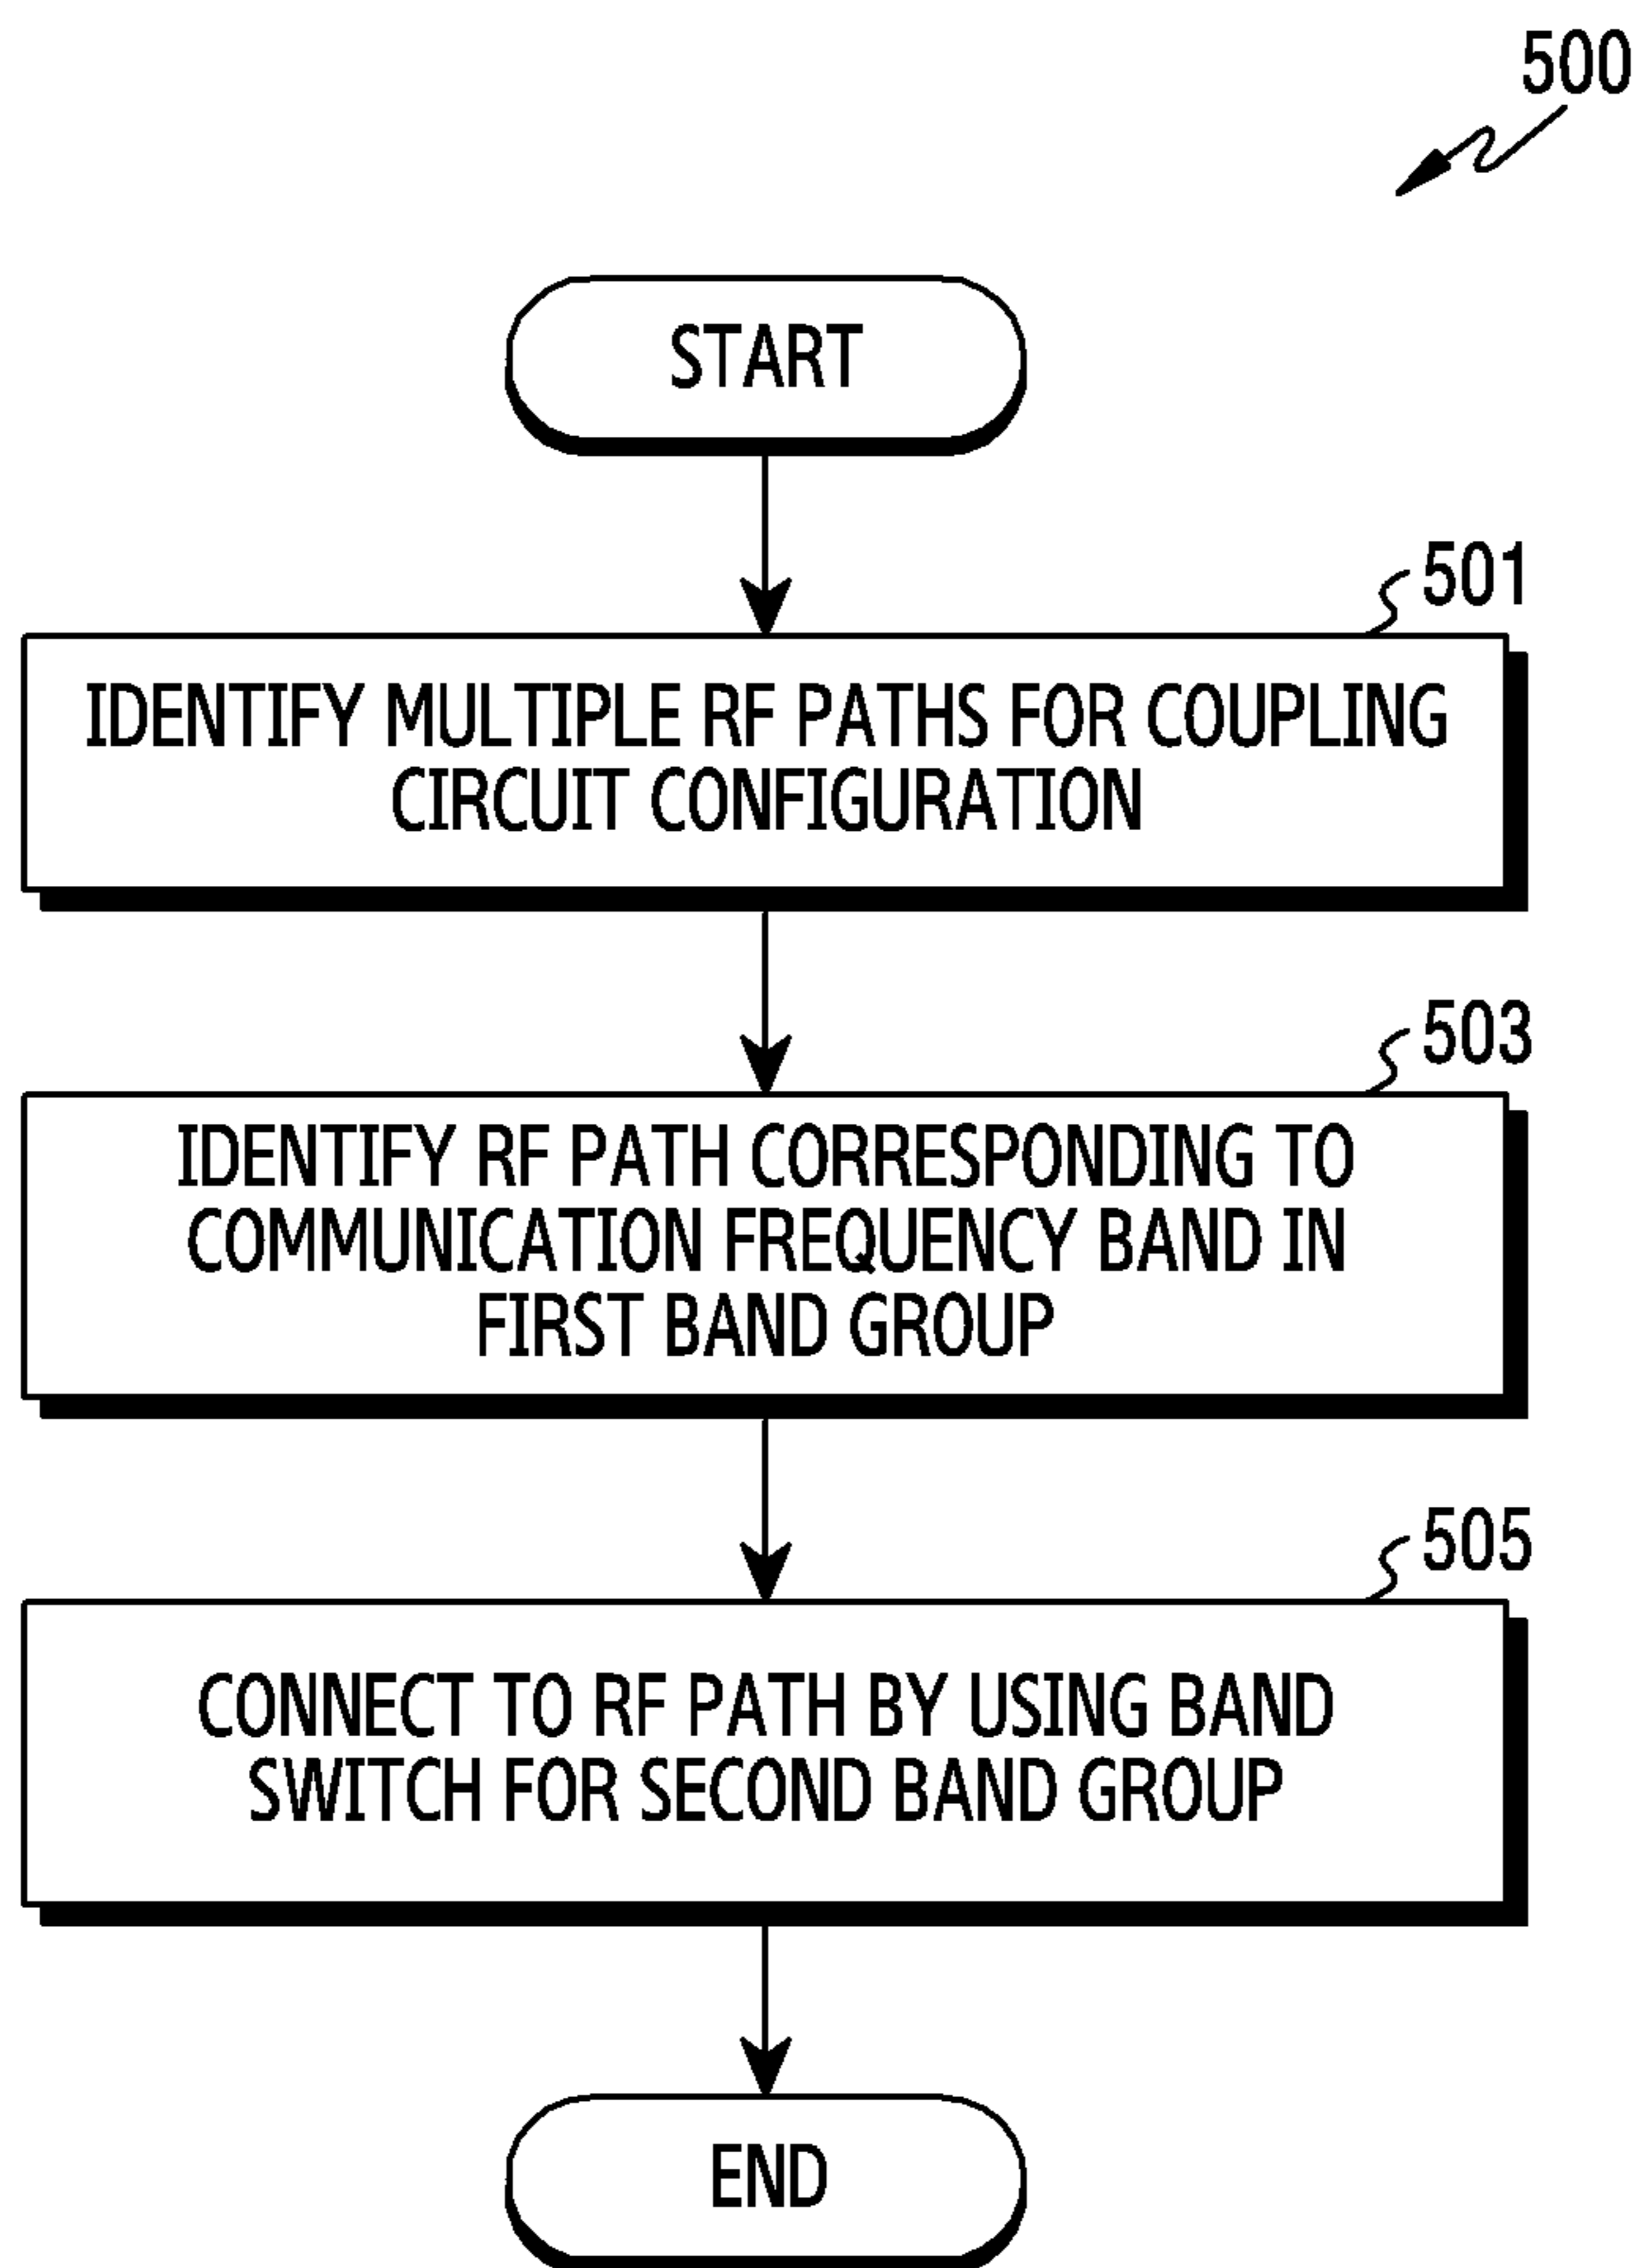 500
START
501
IDENTIFY MULTIPLE RF PATHS FOR COUPLING
CIRCUIT CONFIGURATION
503
IDENTIFY RF PATH CORRESPONDING TO
COMMUNICATION FREQUENCY BAND IN
FIRST BAND GROUP
505
CONNECT TO RF PATH BY USING BAND
SWITCH FOR SECOND BAND GROUP
END